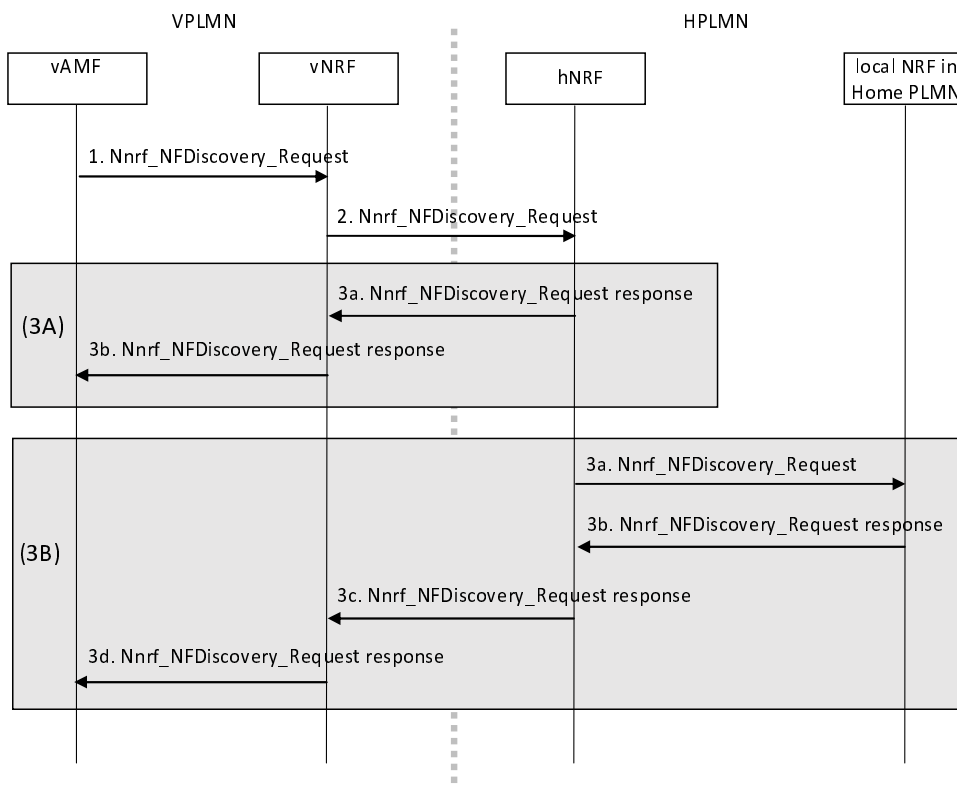 VPLMN
HPLMN
vAMF
vNRF
hNRF
local NRF in
Home PLMN
1. Nnrf_NFDiscovery_Request
2. Nnrf_NFDiscovery_Request
3a. Nnrf_NFDiscovery_Request response
(3A)
3b. Nnrf_NFDiscovery_Request response
3a. Nnrf_NFDiscovery_Request
3b. Nnrf_NFDiscovery_Request response
(3B)
3c. Nnrf_NFDiscovery_Request response
3d. Nnrf_NFDiscovery_Request response